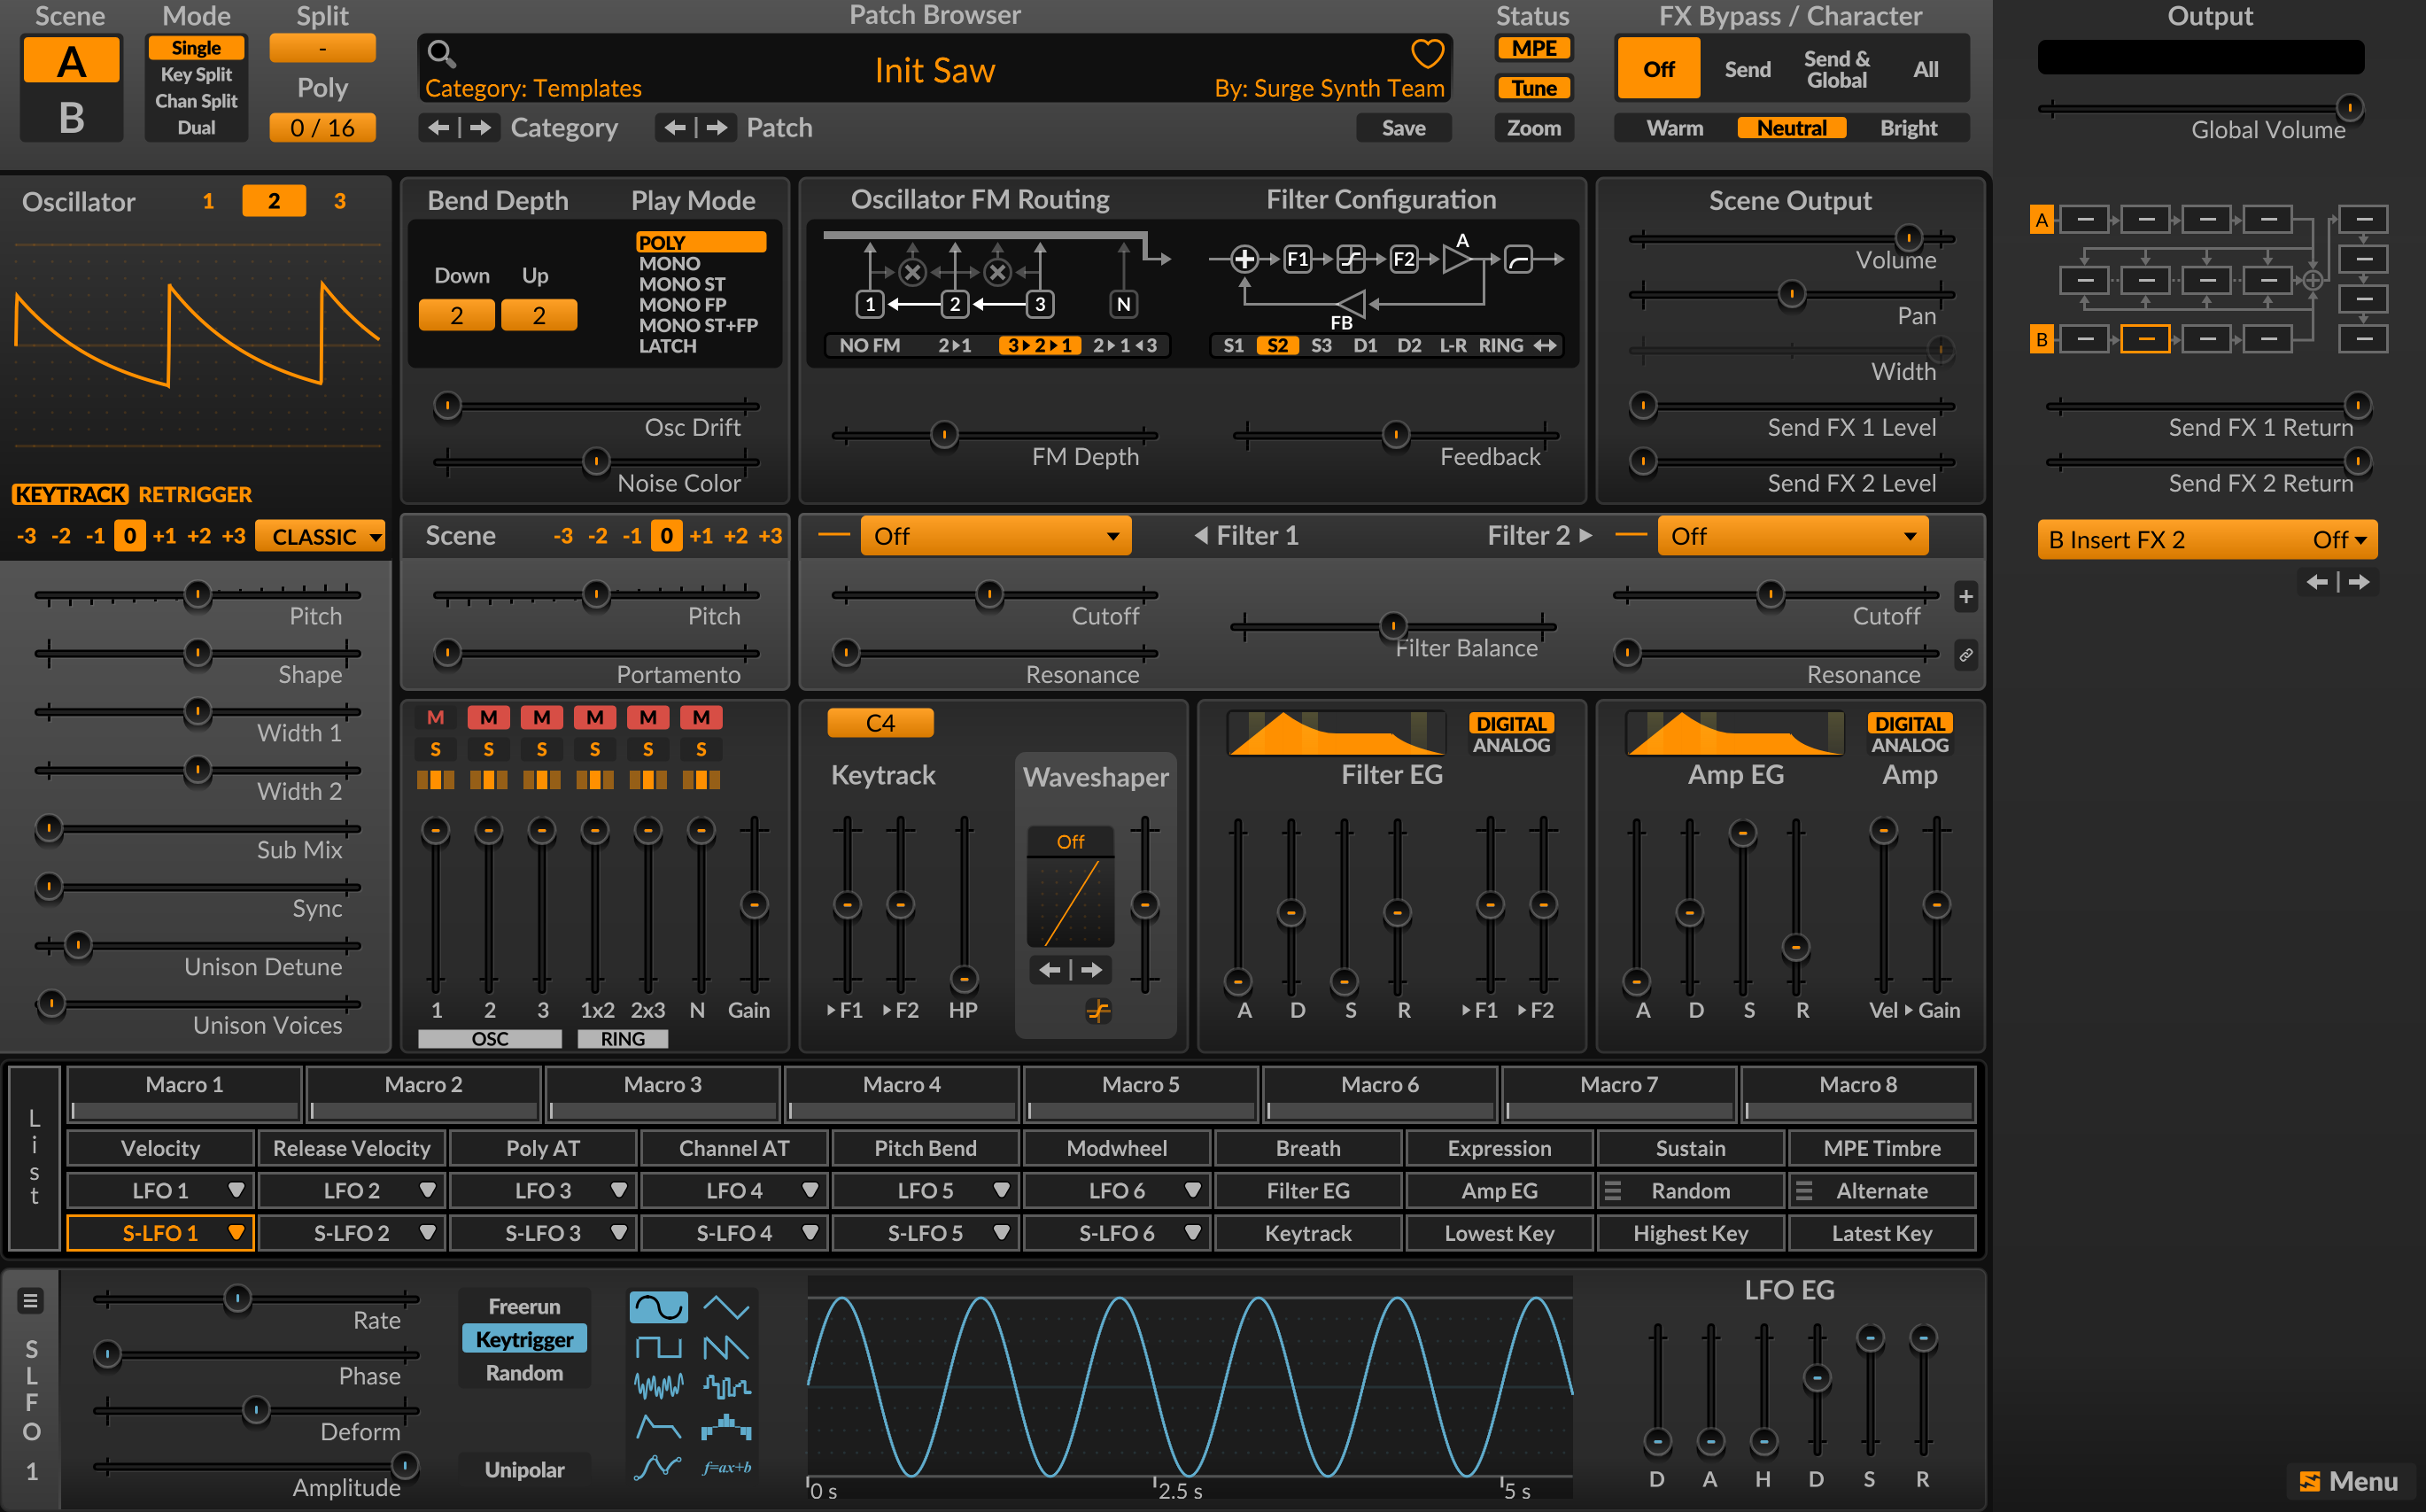 Scene
Mode
Split
Patch Browser
Status
FX Bypass / Character
Output
A
B
Single
Key Split
Chan Split
Dual
-
Poly
0 / 16
Init Saw
Category: Templates
By: Surge Synth Team
Category
Patch
Save
MPE
Tune
Zoom
Off
Send
Send &
Global
All
Warm
Neutral
Bright
Global Volume
Oscillator
1
2
3
KEYTRACK RETRIGGER
-3 -2 -1 0 +1 +2 +3
CLASSIC
Bend Depth
Play Mode
Down
Up
2
2
POLY
MONO
MONO ST
MONO FP
MONO ST+FP
LATCH
Osc Drift
Noise Color
Oscillator FM Routing
1
2
3
N
NO FM
2▸1
3▸2▸1
2▸1◂3
FM Depth
Filter Configuration
F1
F2
A
FB
S1 S2 S3 D1 D2 L-R RING
Feedback
Scene Output
Volume
Pan
Width
Send FX 1 Level
Send FX 2 Level
A
B
Send FX 1 Return
Send FX 2 Return
B Insert FX 2
Off
Scene
-3 -2 -1 0 +1 +2 +3
Pitch
Portamento
Off
Filter 1
Filter 2
Off
Cutoff
Resonance
Filter Balance
Cutoff
Resonance
+
Pitch
Shape
Width 1
Width 2
Sub Mix
Sync
Unison Detune
Unison Voices
M M M M M M
S S S S S S
1 2 3 1x2 2x3 N Gain
OSC
RING
C4
Keytrack
▸F1 ▸F2 HP
Waveshaper
Off
DIGITAL
ANALOG
Filter EG
A D S R
▸F1 ▸F2
DIGITAL
ANALOG
Amp EG
Amp
A D S R
Vel ▸ Gain
List
Macro 1
Macro 2
Macro 3
Macro 4
Macro 5
Macro 6
Macro 7
Macro 8
Velocity
Release Velocity
Poly AT
Channel AT
Pitch Bend
Modwheel
Breath
Expression
Sustain
MPE Timbre
LFO 1
LFO 2
LFO 3
LFO 4
LFO 5
LFO 6
Filter EG
Amp EG
Random
Alternate
S-LFO 1
S-LFO 2
S-LFO 3
S-LFO 4
S-LFO 5
S-LFO 6
Keytrack
Lowest Key
Highest Key
Latest Key
SLFO 1
Rate
Phase
Deform
Amplitude
Freerun
Keytrigger
Random
Unipolar
f=ax+b
0 s
2.5 s
5 s
LFO EG
D A H D S R
Menu